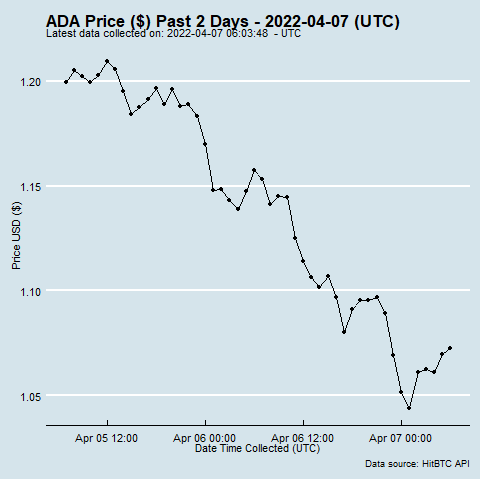 ADA Price ($) Past 2 Days - 2022-04-07 (UTC)
Latest data collected on: 2022-04-07 06:03:48  - UTC
1.20
1.15
1.10
1.05
Price USD ($)
Apr 05 12:00
Apr 06 00:00
Apr 06 12:00
Apr 07 00:00
Date Time Collected (UTC)
Data source: HitBTC API